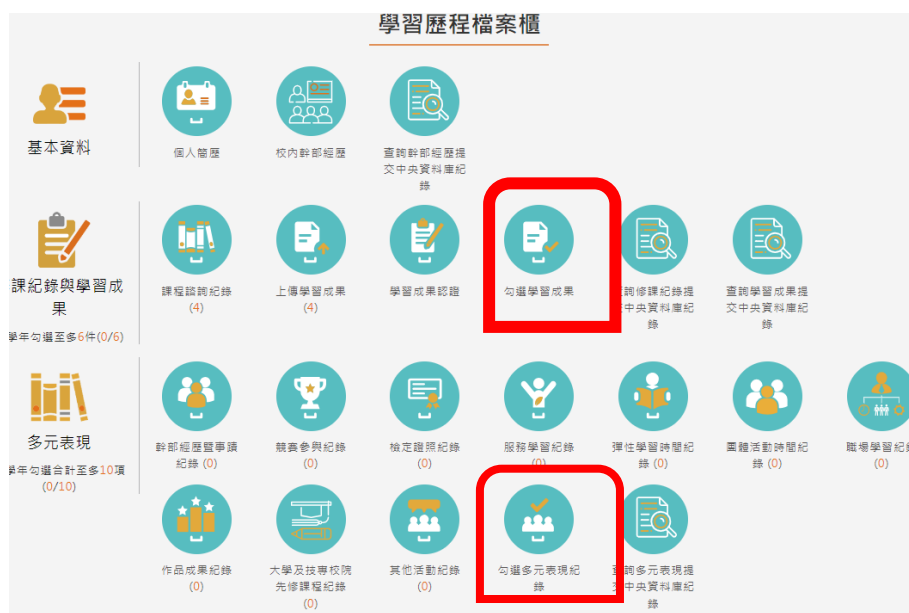 學習歷程檔案櫃
基本資料
個人簡歷
校內幹部經歷
查詢幹部經歷提
交中央資料庫紀
錄
課紀錄與學習成
果
學年勾選至多6件(0/6)
課程諮詢紀錄
(4)
上傳學習成果
(4)
學習成果認證
勾選學習成果
詢修課紀錄提
交中央資料庫紀
錄
查詢學習成果提
交中央資料庫紀
錄
多元表現
學年勾選合計至多10項
(0/10)
幹部經歷暨事蹟
紀錄 (0)
競賽參與紀錄
(0)
檢定證照紀錄
(0)
服務學習紀錄
(0)
彈性學習時間紀
錄 (0)
團體活動時間紀
錄 (0)
職場學習紀
(0)
作品成果紀錄
(0)
大學及技專校院
先修課程紀錄
(0)
其他活動紀錄
(0)
勾選多元表現紀
錄
詢多元表現提
交中央資料庫紀
錄